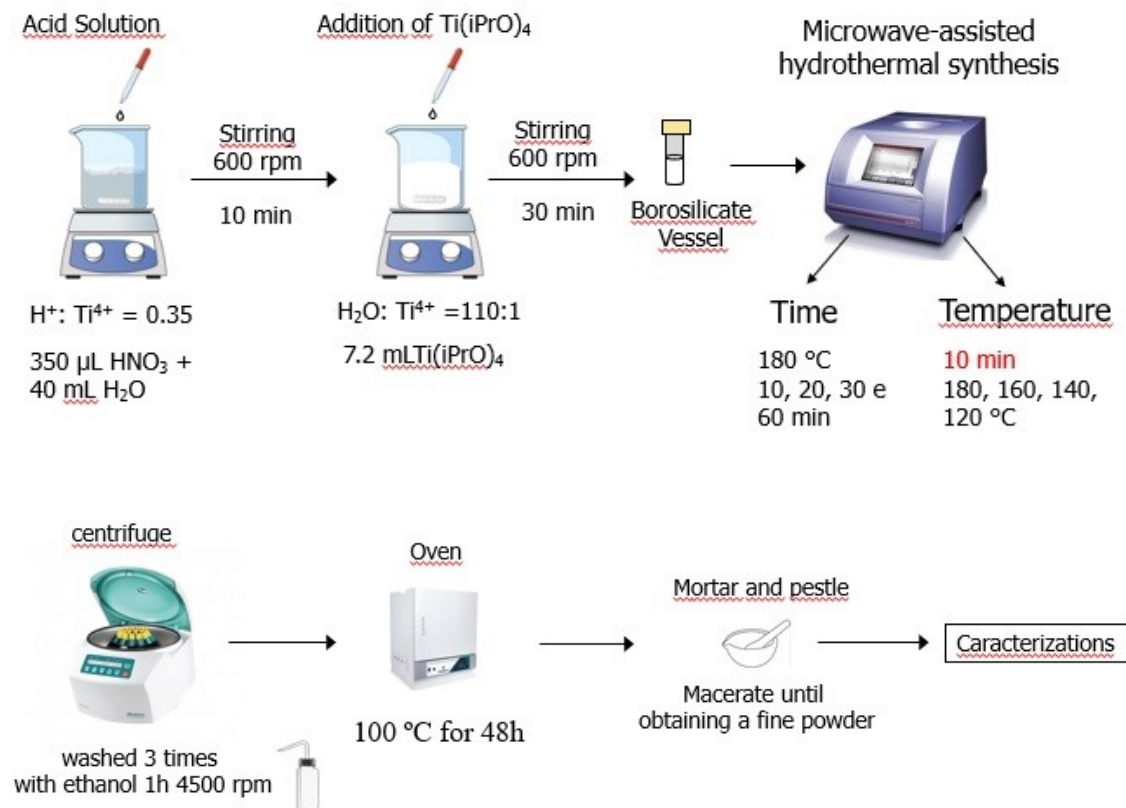 Acid Solution
Addition of Ti(iPrO)₄
Microwave-assisted
hydrothermal synthesis
Stirring
600 rpm
10 min
Stirring
600 rpm
30 min
Borosilicate
Vessel
H⁺: Ti⁴⁺ = 0.35
350 µL HNO₃ +
40 mL H₂O
H₂O: Ti⁴⁺ =110:1
7.2 mLTi(iPrO)₄
Time
180 °C
10, 20, 30 e
60 min
Temperature
10 min
180, 160, 140,
120 °C
centrifuge
washed 3 times
with ethanol 1h 4500 rpm
Oven
100 °C for 48h
Mortar and pestle
Macerate until
obtaining a fine powder
Caracterizations